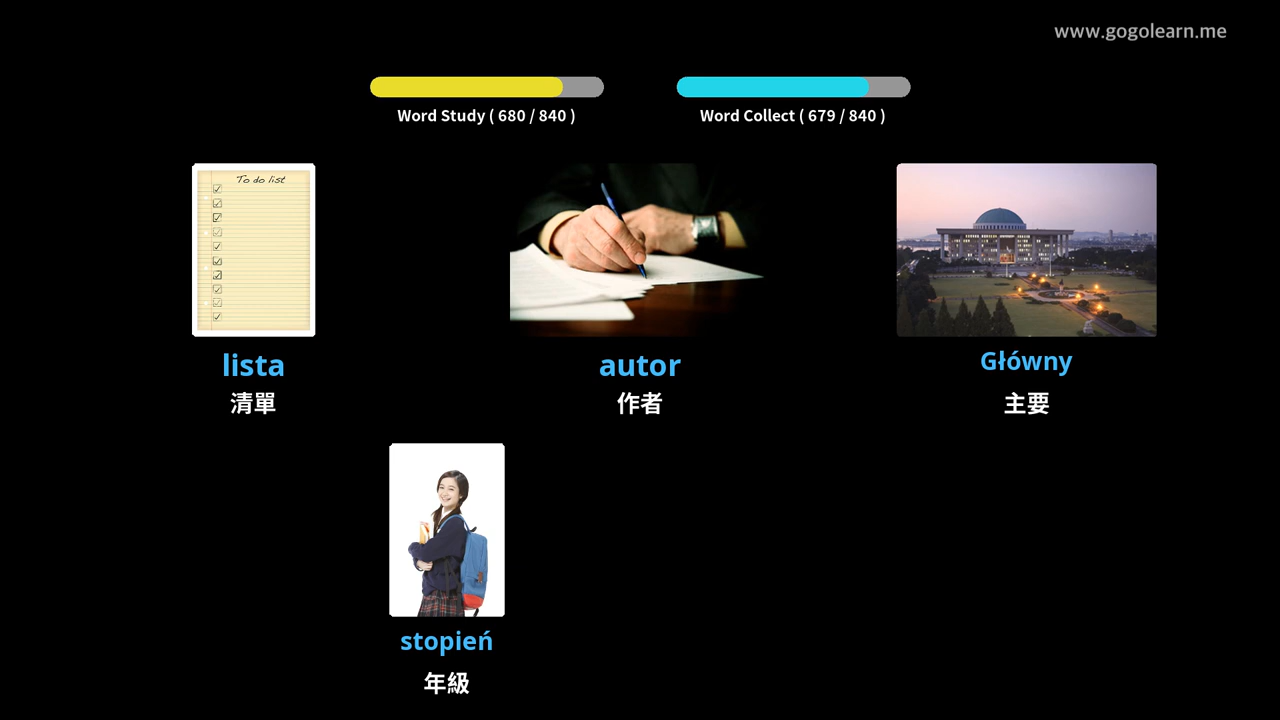 www.gogolearn.me
Word Study ( 680 / 840 )
Word Collect ( 679 / 840 )
To do list
lista
autor
Główny
清單
作者
主要
stopień
年級